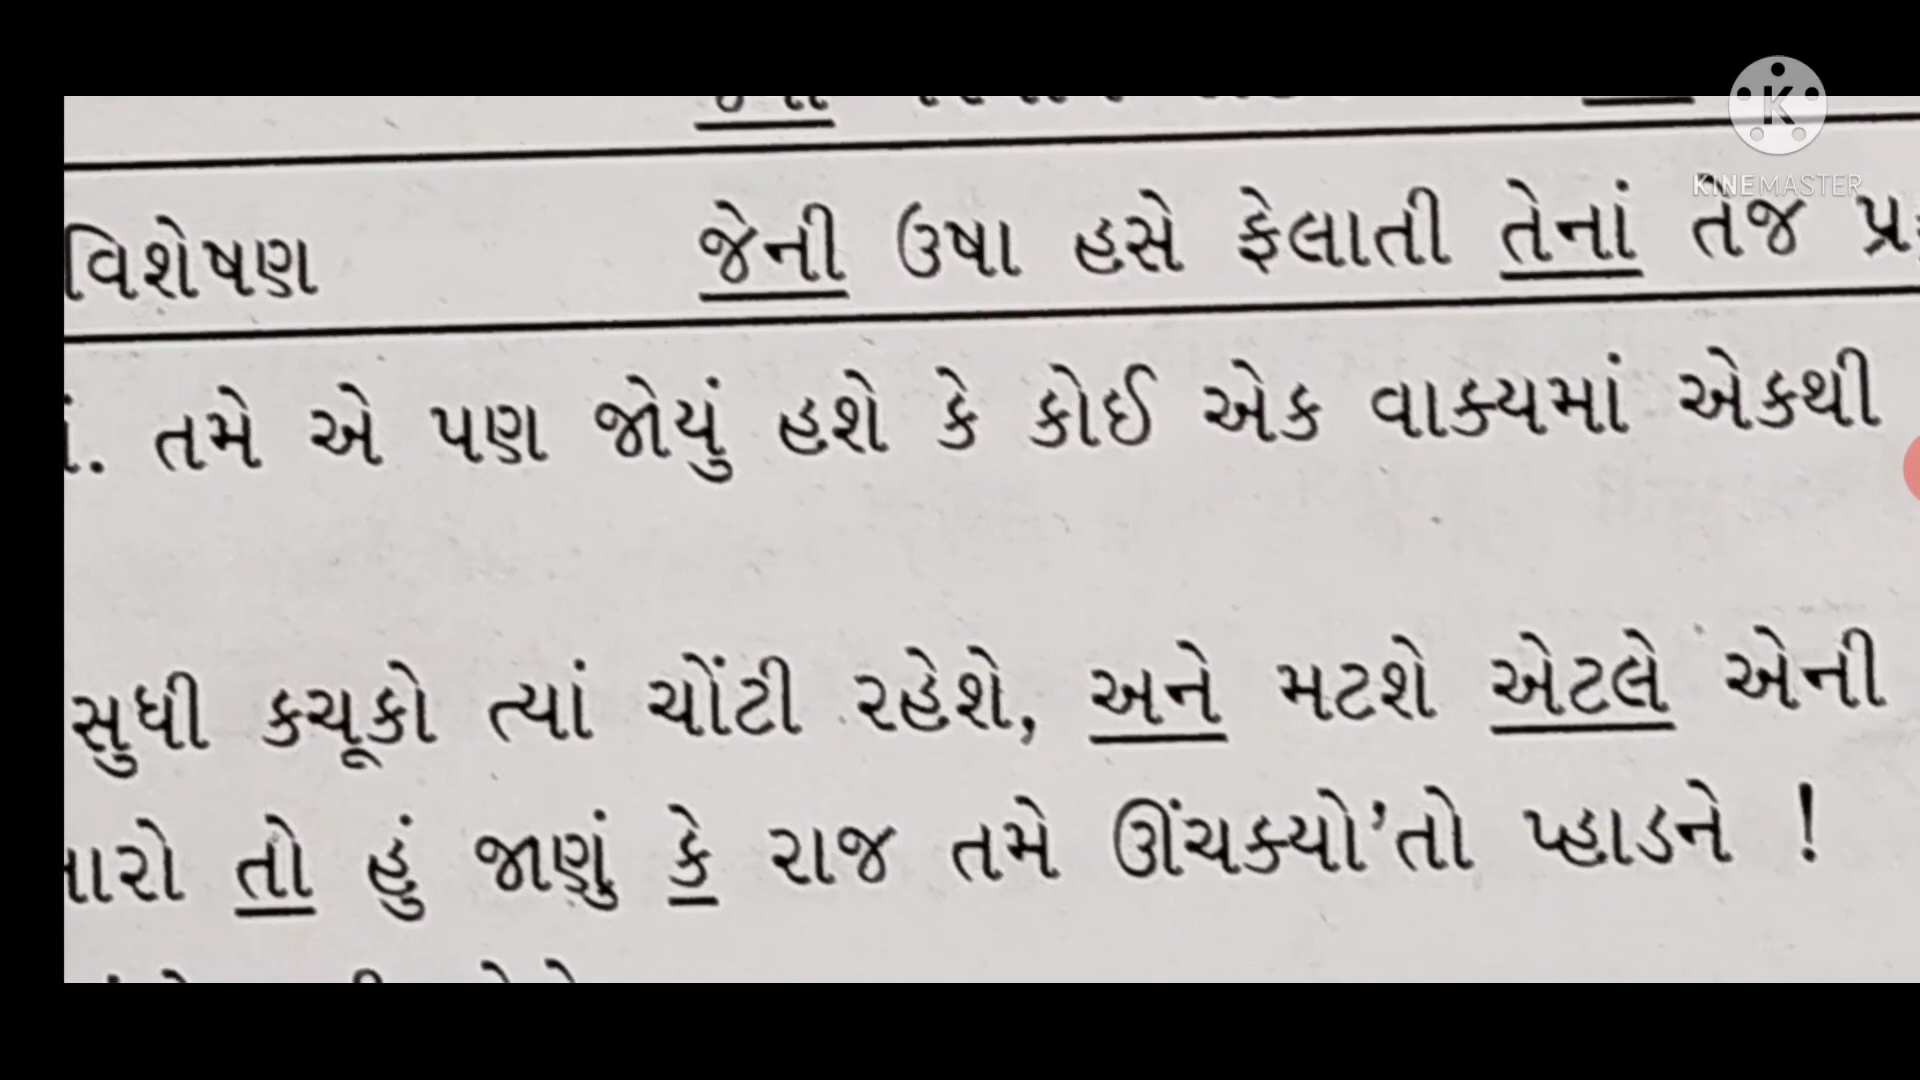 KINEMASTER
વિશેષણ જેની ઉષા હસે ફેલાતી તેનાં તેજ
તમે એ પણ જોયું હશે કે કોઈ એક વાક્યમાં એકથી
સુધી કચૂકો ત્યાં ચોંટી રહેશે, અને મટશે એટલે એની
તો હું જાણું કે રાજ તમે ઊંચક્યો'તો પ્હાડને !